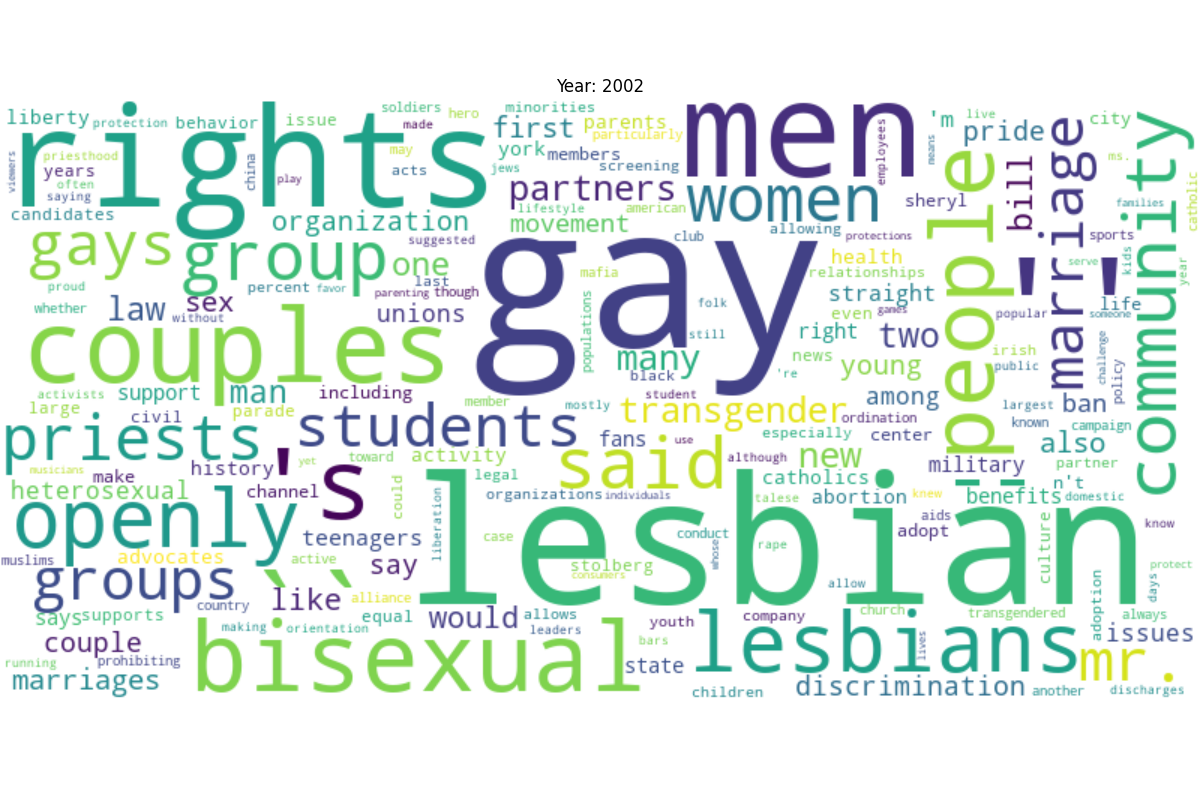 Year: 2002
liberty
protection
behavior
issue
soldiers
hero
minorities
men
'm
live
city
community
rights
made
may
first
parents
particularly
employees
means
pride
ms.
viewers
priesthood
years
often
saying
china
play
acts
york
members
screening
jews
people
bill
marriage
catholic
candidates
organization
partners
women
sheryl
families
gays
group
suggested
lifestyle
american
movement
club
allowing
protections
sports
kids
one
gay
health
' '
serve
year
proud
percent
favor
last
mafia
relationships
whether
law
sex
without
parenting
though
unions
populations
folk
straight
even
games
popular
life
someone
couples
still
right
two
many
news
young
irish
public
challenge
policy
black
're
activists
support
man
including
student
large
civil
parade
member
mostly
transgender
among
ordination
largest
ban
known
campaign
priests
students
fans
especially
center
also
history
's
yet
toward
activity
said
use
although
new
catholics
military
partner
musicians
make
heterosexual
channel
could
legal
organizations
individuals
talese
abortion
knew
--
n't
benefits
domestic
openly
liberation
lesbian
aids
adopt
culture
know
teenagers
case
conduct
whose
rape
muslims
advocates
active
say
stolberg
consumers
protect
groups
``
like
alliance
allow
adoption
days
country
says
supports
equal
would
allows
leaders
youth
company
church
transgendered
always
making
orientation
couple
bisexual
bars
lesbians
lives
issues
running
prohibiting
state
mr.
marriages
children
discrimination
another
discharges